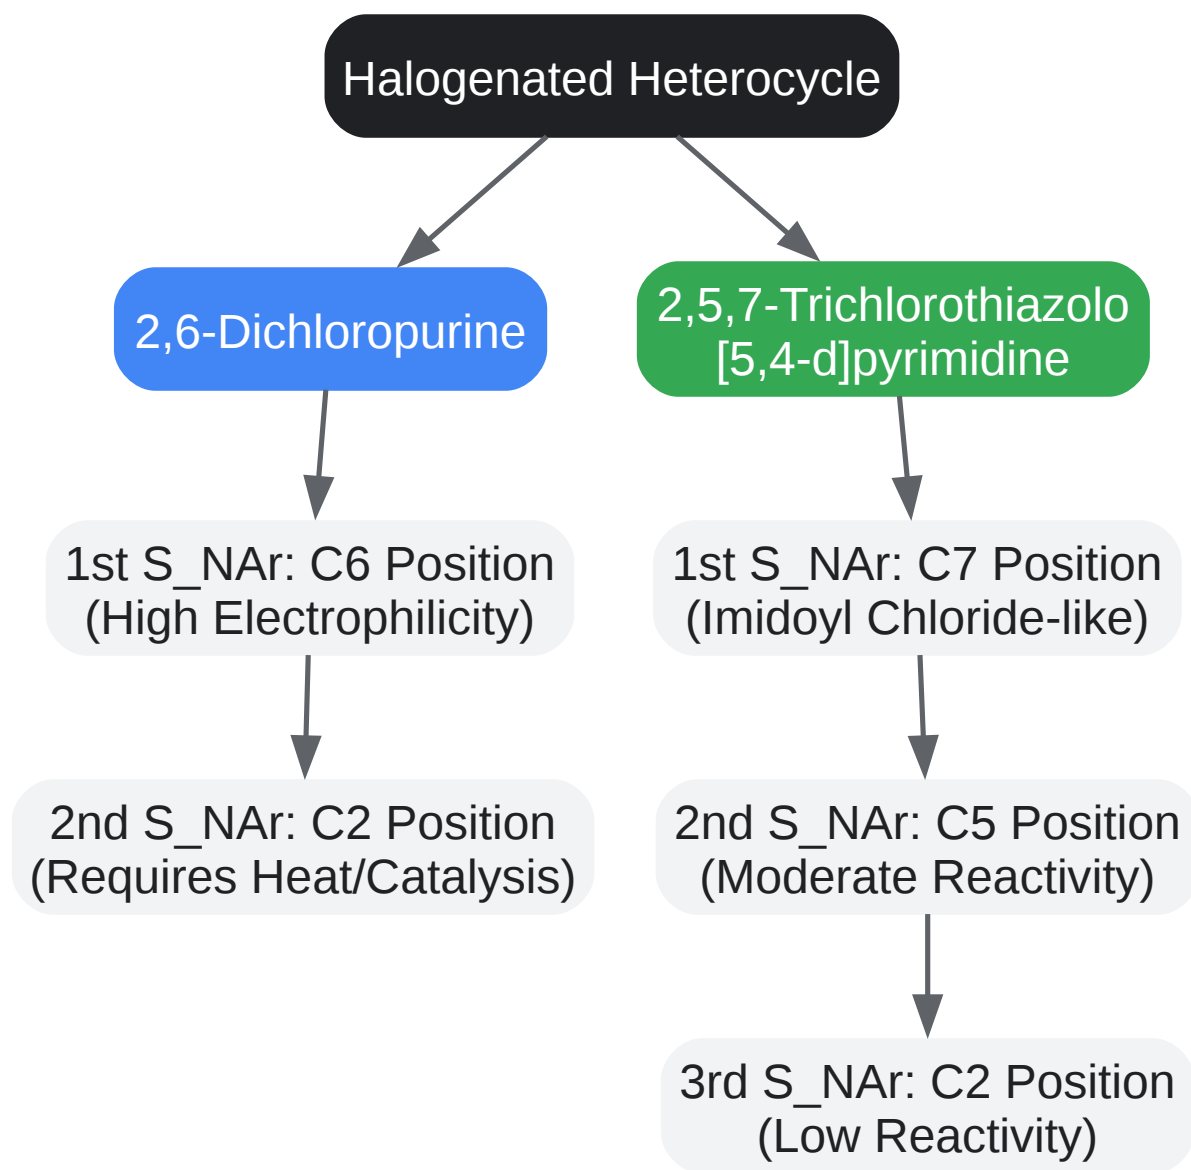 Halogenated Heterocycle
2,6-Dichloropurine
2,5,7-Trichlorothiazolo
[5,4-d]pyrimidine
1st S_NAr: C6 Position
(High Electrophilicity)
1st S_NAr: C7 Position
(Imidoyl Chloride-like)
2nd S_NAr: C2 Position
(Requires Heat/Catalysis)
2nd S_NAr: C5 Position
(Moderate Reactivity)
3rd S_NAr: C2 Position
(Low Reactivity)